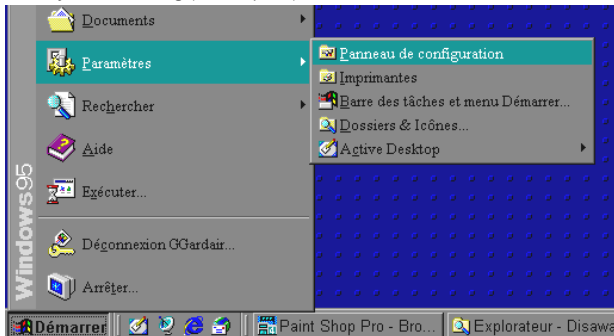 Documents
Paramètres
Rechercher
Aide
Exécuter...
Déconnexion GGardair...
Arrêter...
Windows95
Panneau de configuration
Imprimantes
Barre des tâches et menu Démarrer...
Dossiers & Icônes...
Active Desktop
Démarrer
Paint Shop Pro - Bro...
Explorateur - Disawe